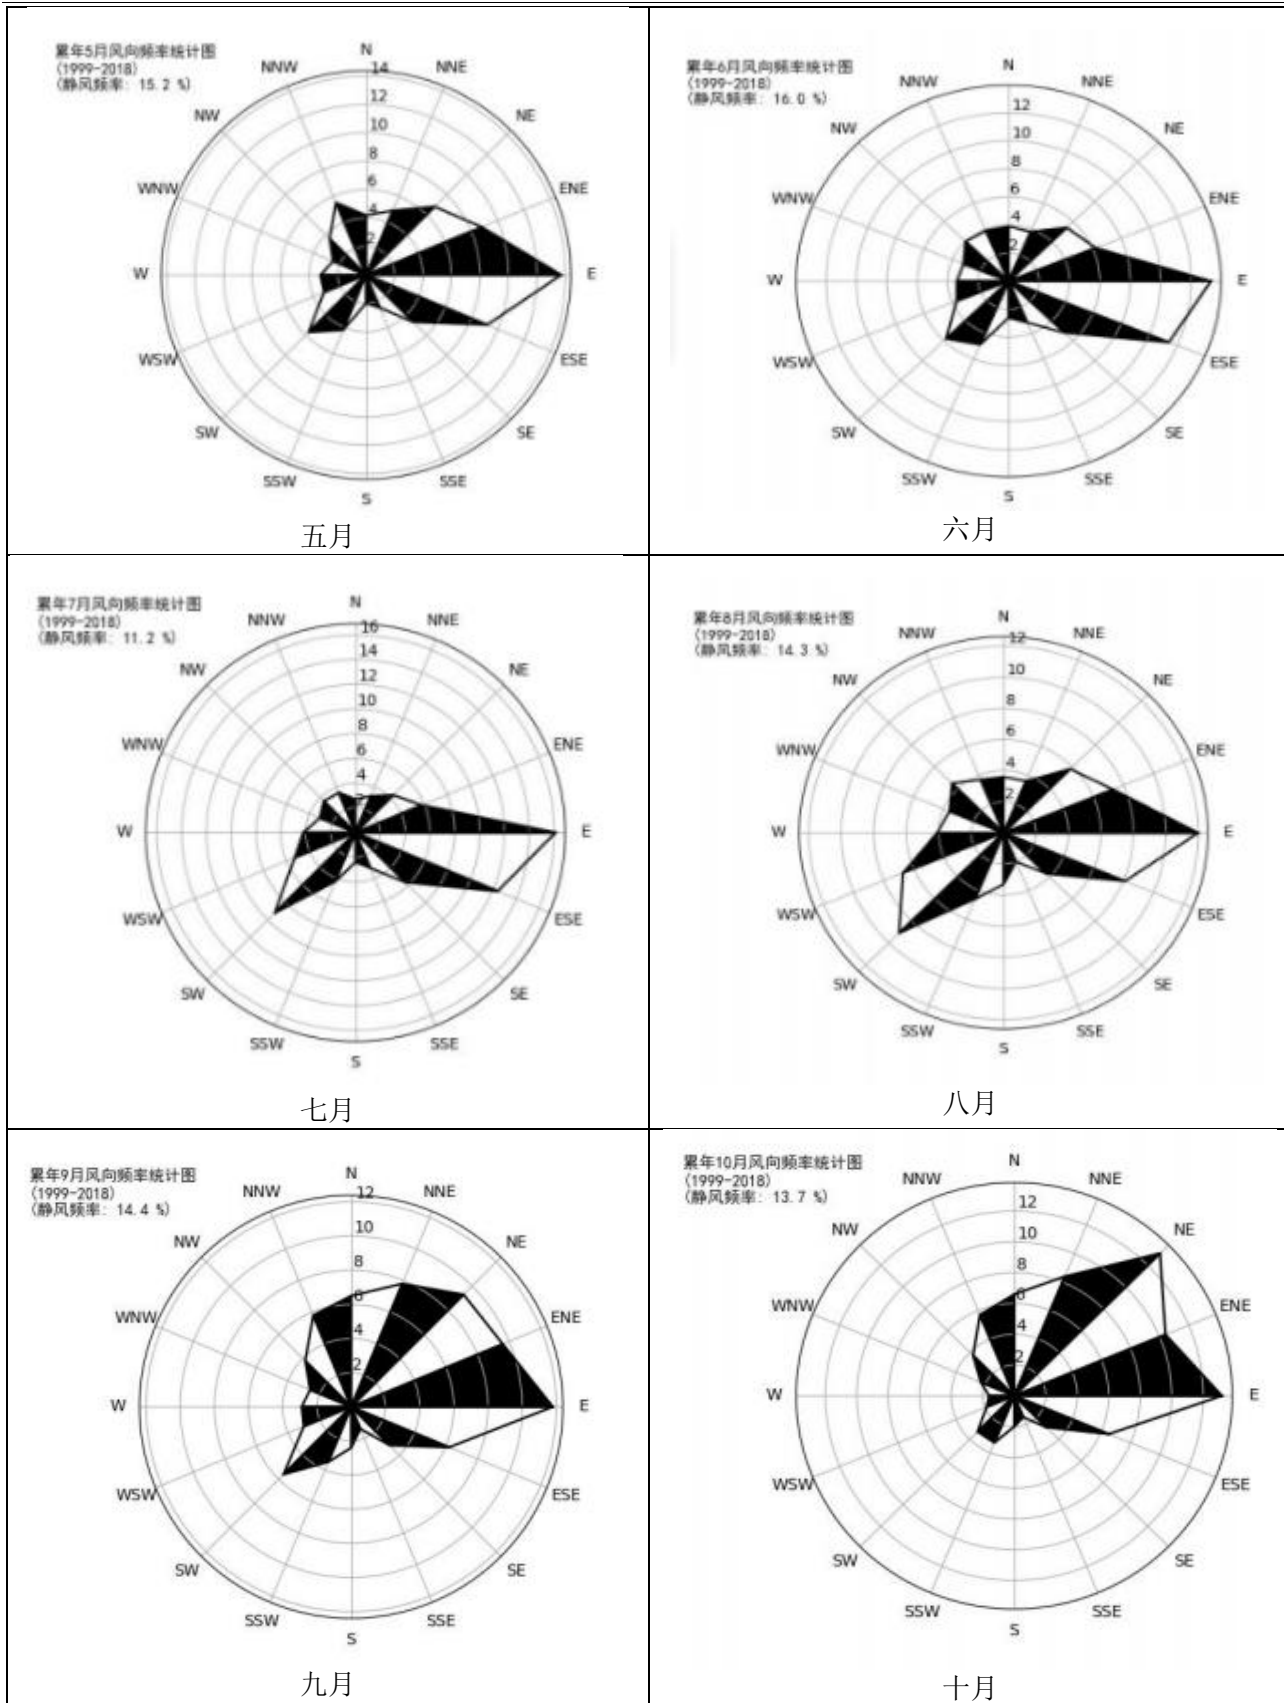 累年5月风向频率统计图
(1999-2018)
(静风频率: 15.2 %)
N
NNE
NE
ENE
E
ESE
SE
SSE
S
SSW
SW
WSW
W
WNW
NW
NNW
14
12
10
8
6
4
2
五月
累年6月风向频率统计图
(1999-2018)
(静风频率: 16.0 %)
N
NNE
NE
ENE
E
ESE
SE
SSE
S
SSW
SW
WSW
W
WNW
NW
NNW
12
10
8
6
4
2
六月
累年7月风向频率统计图
(1999-2018)
(静风频率: 11.2 %)
N
NNE
NE
ENE
E
ESE
SE
SSE
S
SSW
SW
WSW
W
WNW
NW
NNW
16
14
12
10
8
6
4
2
七月
累年8月风向频率统计图
(1999-2018)
(静风频率: 14.3 %)
N
NNE
NE
ENE
E
ESE
SE
SSE
S
SSW
SW
WSW
W
WNW
NW
NNW
12
10
8
6
4
2
八月
累年9月风向频率统计图
(1999-2018)
(静风频率: 14.4 %)
N
NNE
NE
ENE
E
ESE
SE
SSE
S
SSW
SW
WSW
W
WNW
NW
NNW
12
10
8
6
4
2
九月
累年10月风向频率统计图
(1999-2018)
(静风频率: 13.7 %)
N
NNE
NE
ENE
E
ESE
SE
SSE
S
SSW
SW
WSW
W
WNW
NW
NNW
12
10
8
6
4
2
十月